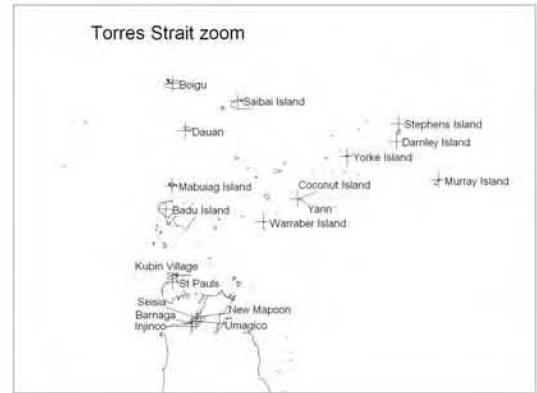 Torres Strait zoom
Boigu
Saibai Island
Stephens Island
Dauan
Darnley Island
Yorke Island
Mabuiag Island
Coconut Island
Murray Island
Badu Island
Yam
Warraber Island
Kubin Village
St Pauls
Seisia
New Mapoon
Barnaga
Injinoo
Umagico